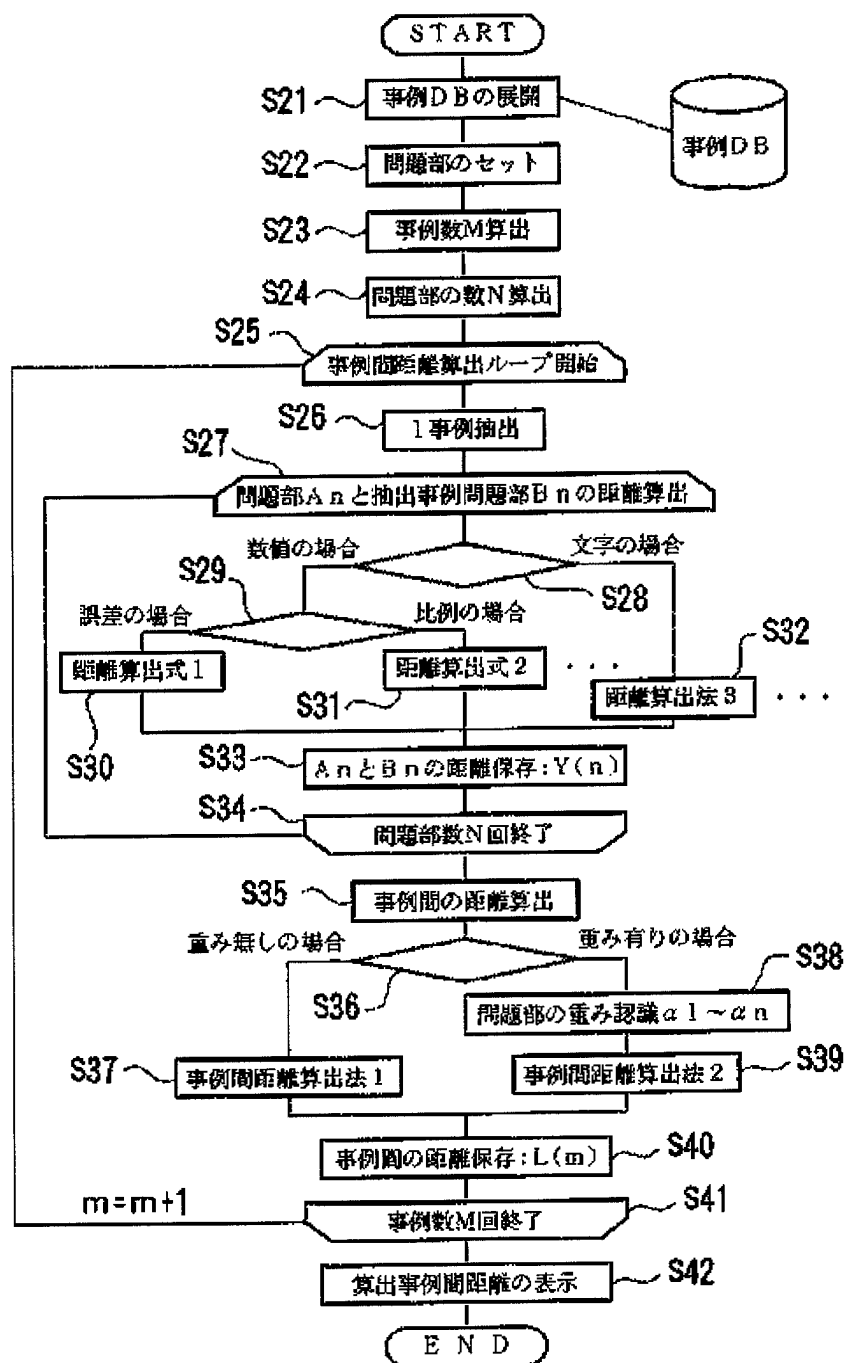 START
S21
事例DBの展開
事例DB
S22
問題部のセット
S23
事例数M算出
S24
問題部の数N算出
S25
事例間距離算出ループ開始
S26
1事例抽出
S27
問題部Anと抽出事例問題部Bnの距離算出
数値の場合
文字の場合
S28
S29
誤差の場合
比例の場合
S32
距離算出式1
距離算出式2
・・・
距離算出法3
・・・
S30
S31
S33
AnとBnの距離保存:Y(n)
S34
問題部数N回終了
S35
事例間の距離算出
重み無しの場合
重み有りの場合
S36
S38
問題部の重み認識α1~αn
S37
事例間距離算出法1
事例間距離算出法2
S39
事例間の距離保存:L(m)
S40
m=m+1
事例数M回終了
S41
算出事例間距離の表示
S42
END